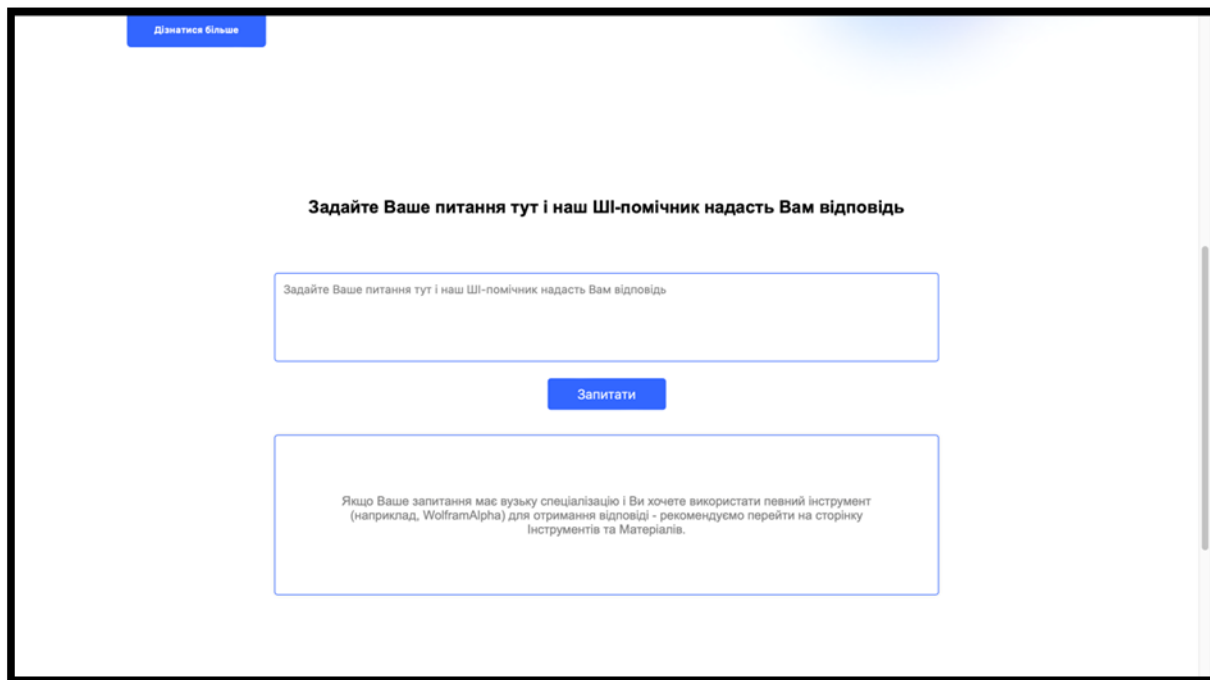 Дізнатися більше
Задайте Ваше питання тут і наш ШІ-помічник надасть Вам відповідь
Задайте Ваше питання тут і наш ШІ-помічник надасть Вам відповідь
Запитати
Якщо Ваше запитання має вузьку спеціалізацію і Ви хочете використати певний інструмент
(наприклад, WolframAlpha) для отримання відповіді - рекомендуємо перейти на сторінку
Інструментів та Матеріалів.